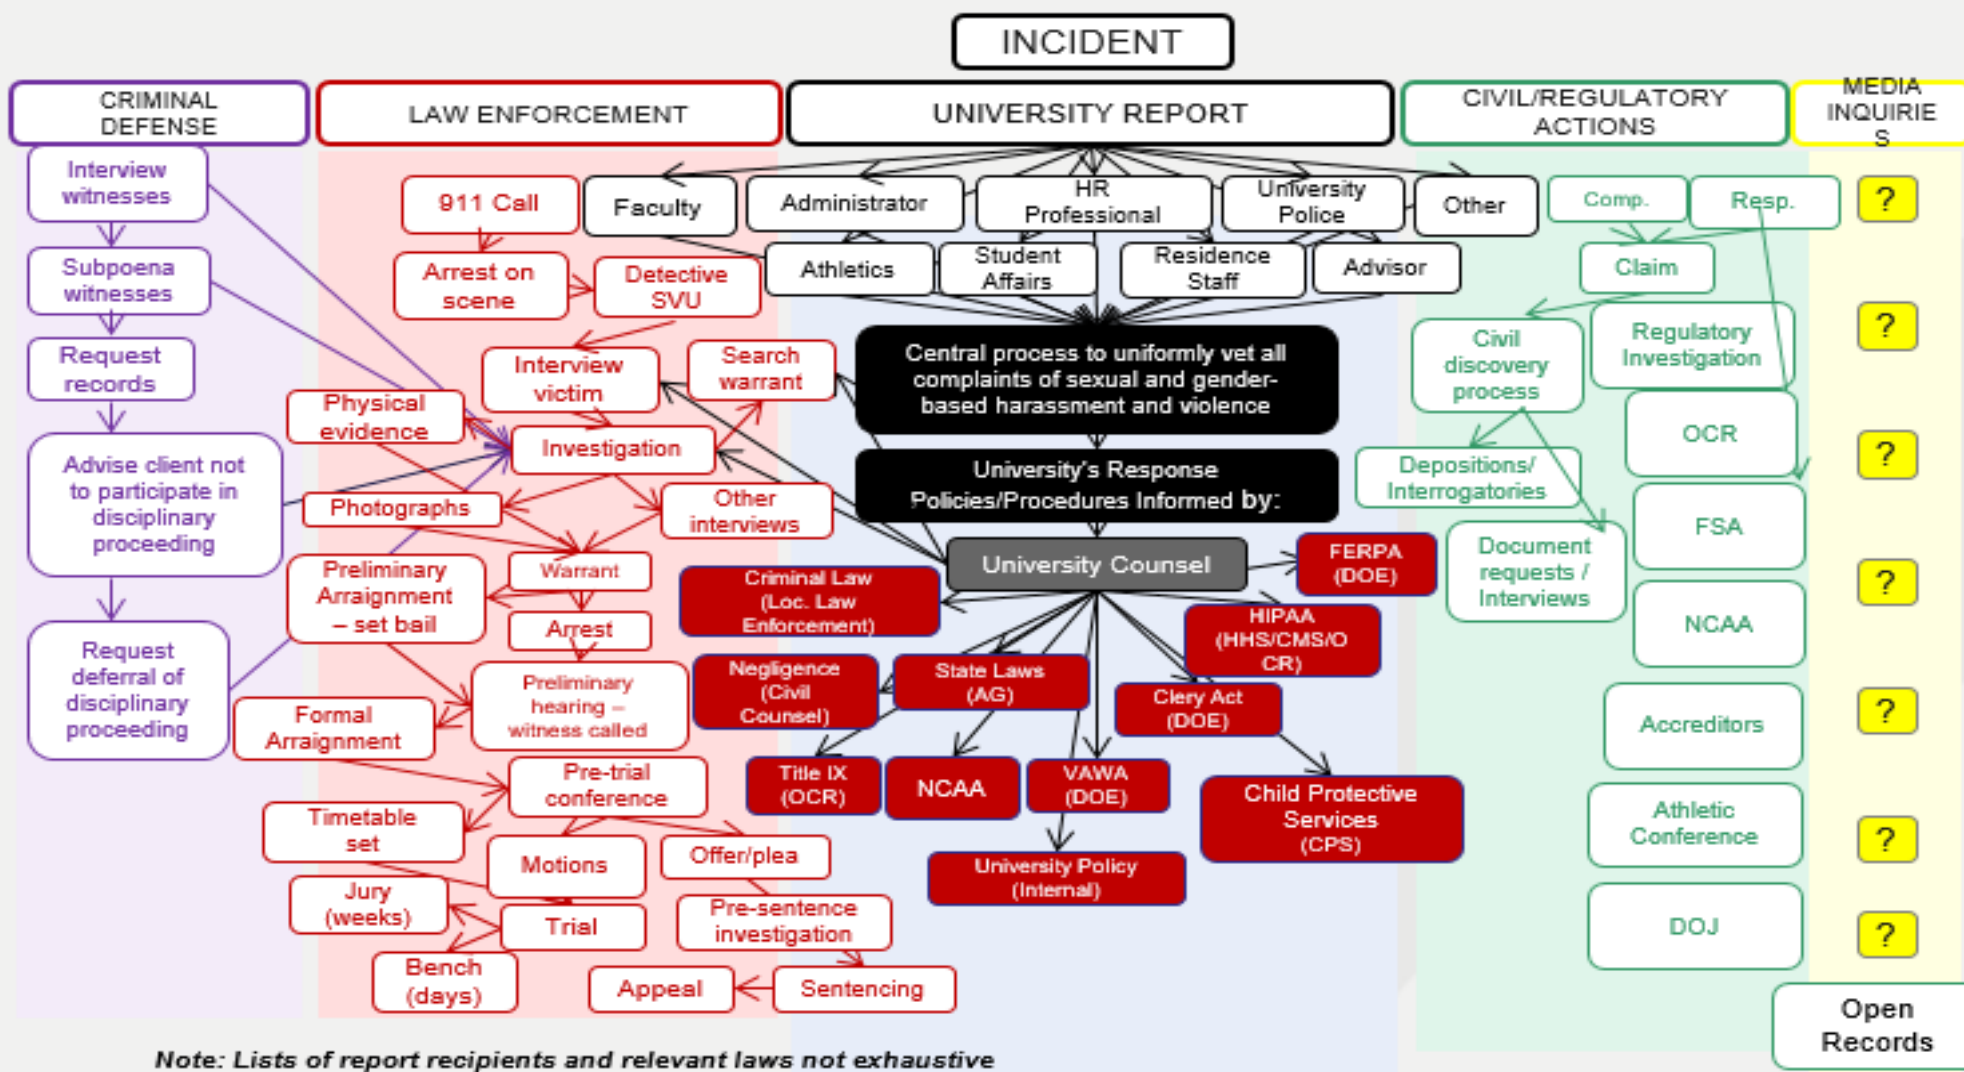 INCIDENT
CRIMINAL
DEFENSE
LAW ENFORCEMENT
UNIVERSITY REPORT
CIVIL/REGULATORY
ACTIONS
MEDIA
INQUIRIE
S
Interview
witnesses
Subpoena
witnesses
Request
records
Advise client not
to participate in
disciplinary
proceeding
Request
deferral of
disciplinary
proceeding
911 Call
Arrest on
scene
Detective
SVU
Interview
victim
Search
warrant
Physical
evidence
Investigation
Photographs
Other
interviews
Warrant
Preliminary
Arraignment
– set bail
Arrest
Preliminary
hearing –
witness called
Formal
Arraignment
Pre-trial
conference
Timetable
set
Motions
Offer/plea
Jury
(weeks)
Trial
Pre-sentence
investigation
Bench
(days)
Appeal
Sentencing
Faculty
Administrator
HR
Professional
University
Police
Other
Athletics
Student
Affairs
Residence
Staff
Advisor
Central process to uniformly vet all
complaints of sexual and gender-
based harassment and violence
University's Response
Policies/Procedures Informed by:
University Counsel
FERPA
(DOE)
Criminal Law
(Loc. Law
Enforcement)
HIPAA
(HHS/CMS/O
CR)
Negligence
(Civil
Counsel)
State Laws
(AG)
Clery Act
(DOE)
Title IX
(OCR)
NCAA
VAWA
(DOE)
Child Protective
Services
(CPS)
University Policy
(Internal)
Comp.
Resp.
Claim
Civil
discovery
process
Regulatory
Investigation
OCR
Depositions/
Interrogatories
FSA
Document
requests /
Interviews
NCAA
Accreditors
Athletic
Conference
DOJ
?
?
?
?
?
?
?
Open
Records
Note: Lists of report recipients and relevant laws not exhaustive